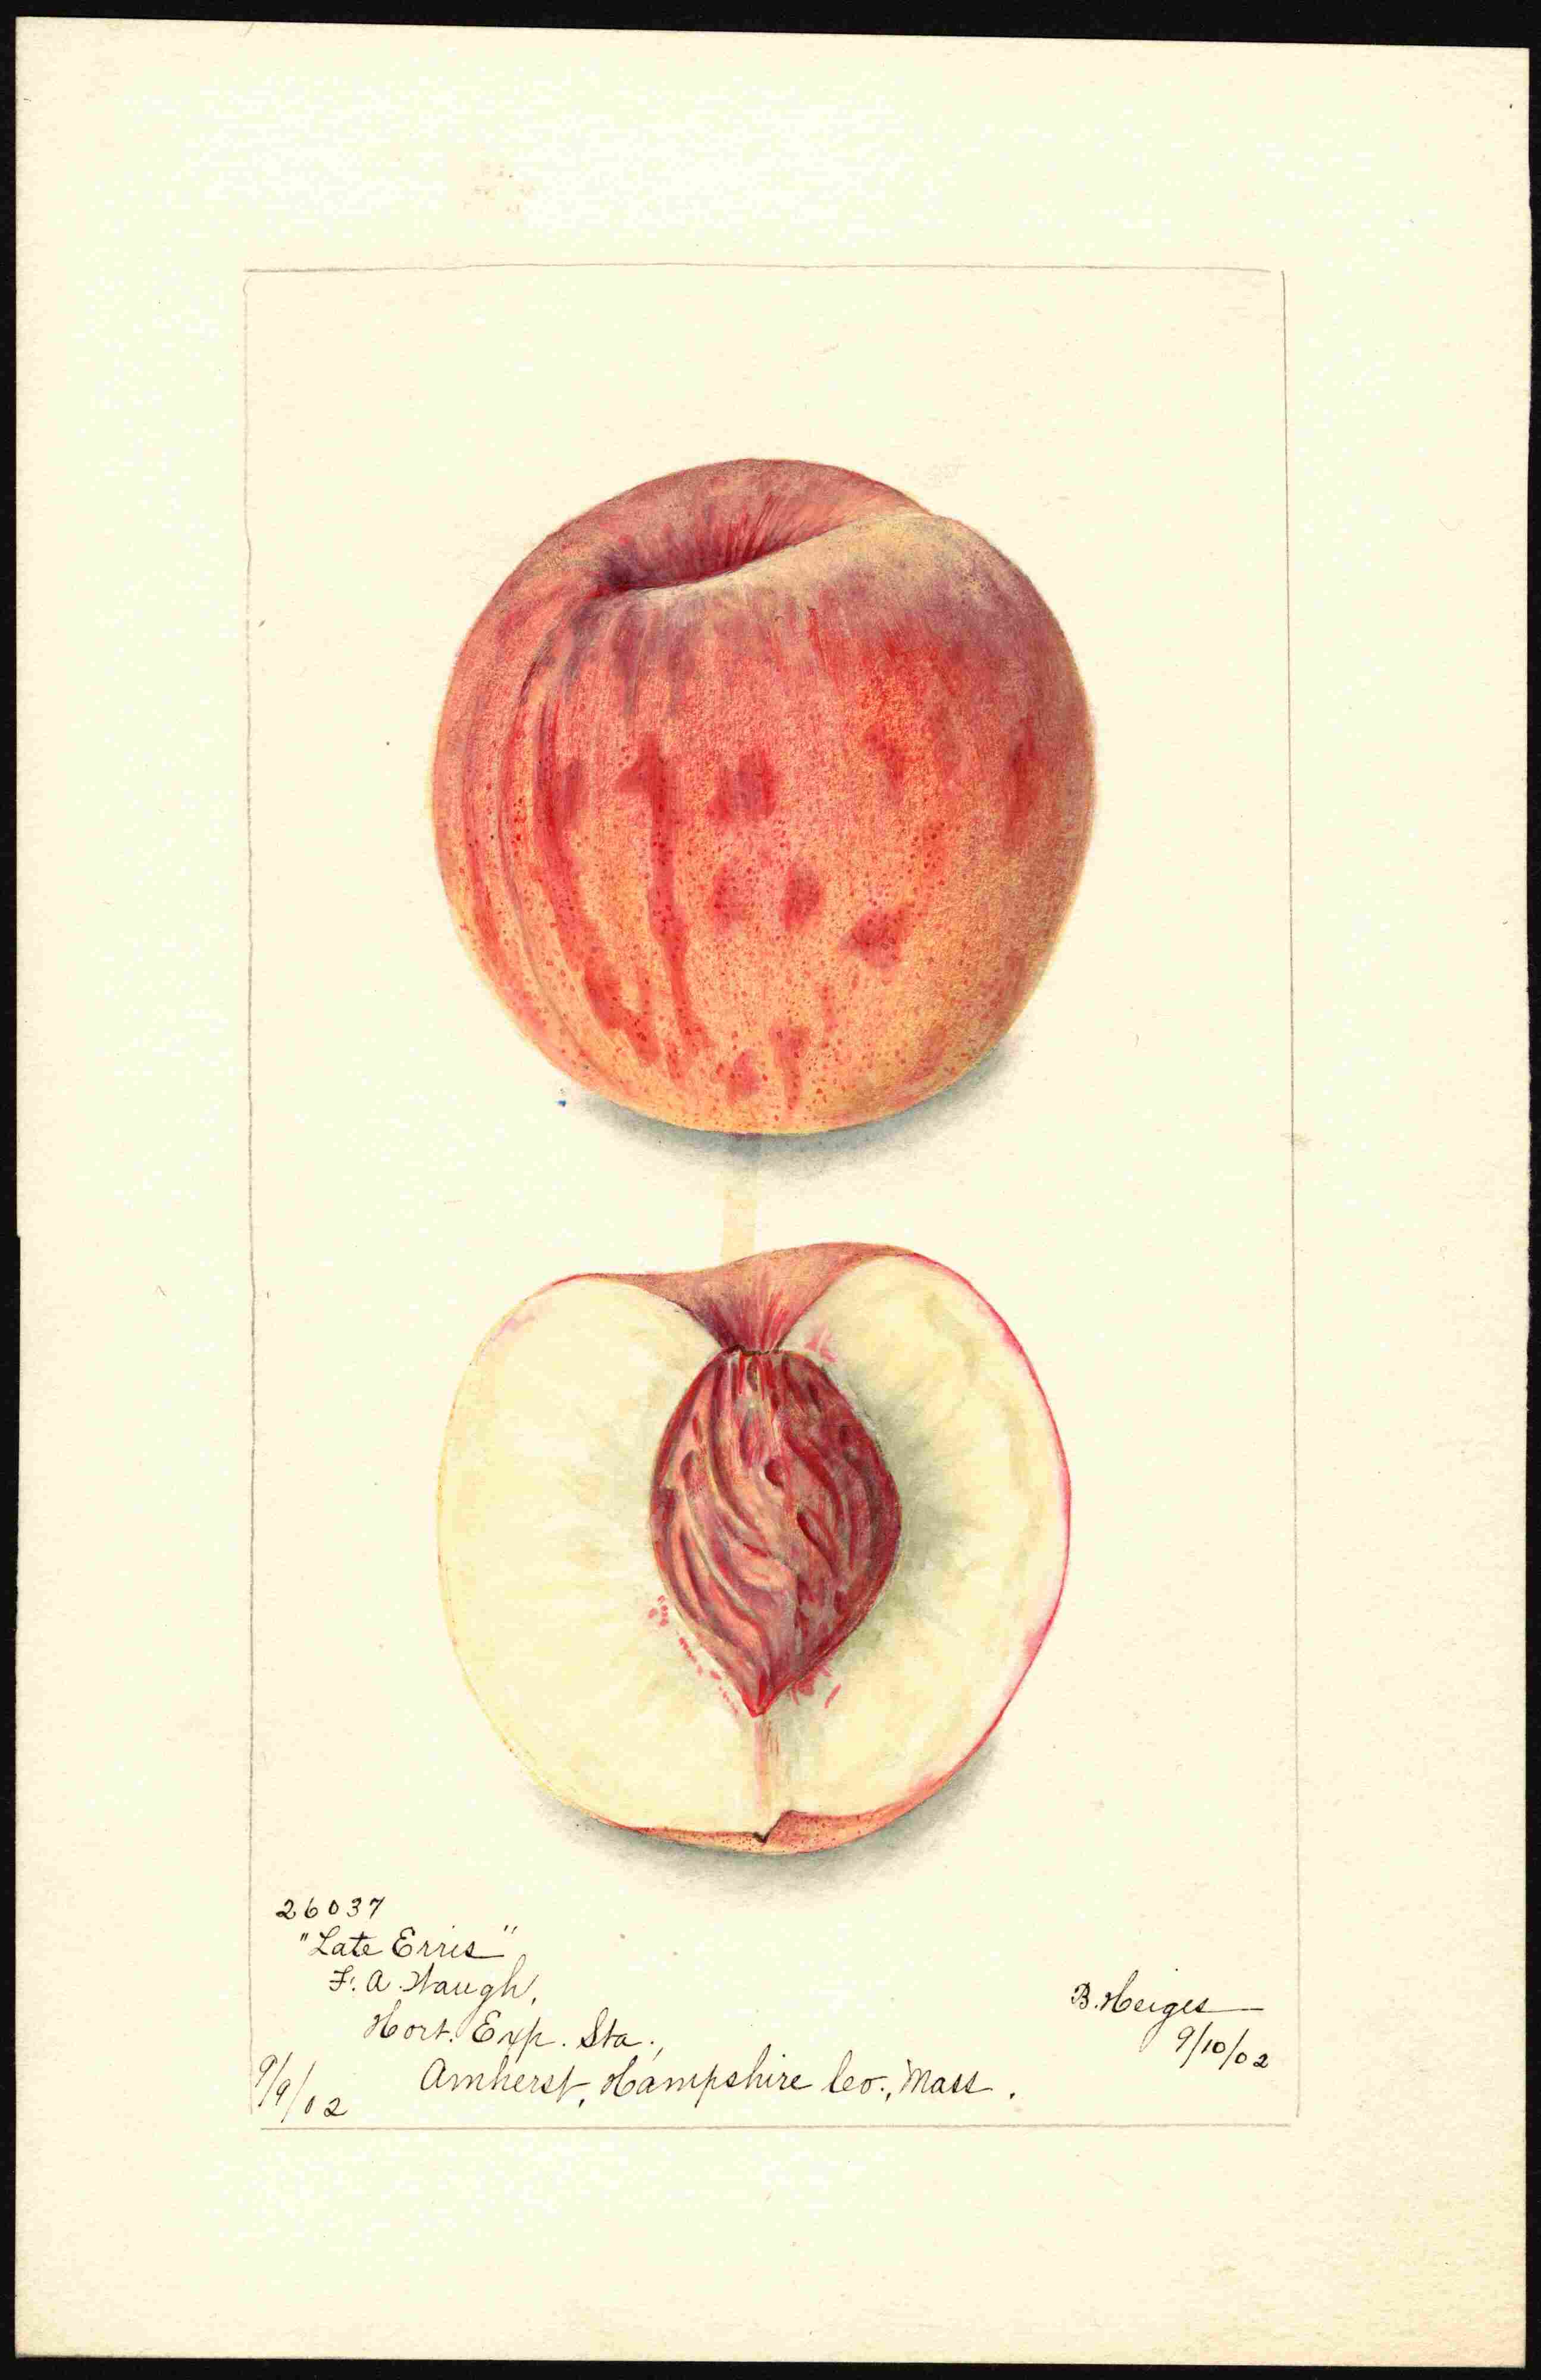 26037
"Late Erris"
F. A. Waugh,
Hort. Exp. Sta.,
Amherst, Hampshire Co., Mass.
9/9/02
B. Heiges
9/10/02